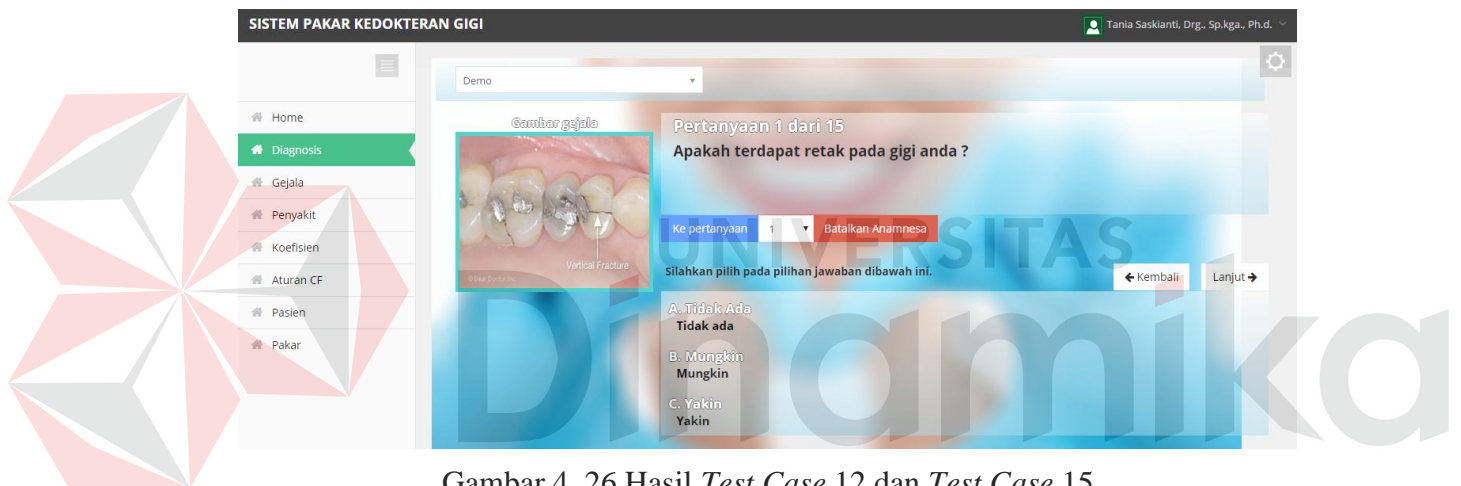 SISTEM PAKAR KEDOKTERAN GIGI
Tania Saskianti, Drg., Sp.kga., Ph.d.
Demo
Home
Diagnosis
Gejala
Penyakit
Koefisien
Aturan CF
Pasien
Pakar
Gambar gejala
Vertical Fracture
Pertanyaan 1 dari 15
Apakah terdapat retak pada gigi anda ?
Ke pertanyaan 1 Batalkan Anamnesa
Silahkan pilih pada pilihan jawaban dibawah ini.
Kembali Lanjut
A. Tidak Ada
Tidak ada
B. Mungkin
Mungkin
C. Yakin
Yakin
UNIVERSITAS
Dinamika
Gambar 4. 26 Hasil Test Case 12 dan Test Case 15